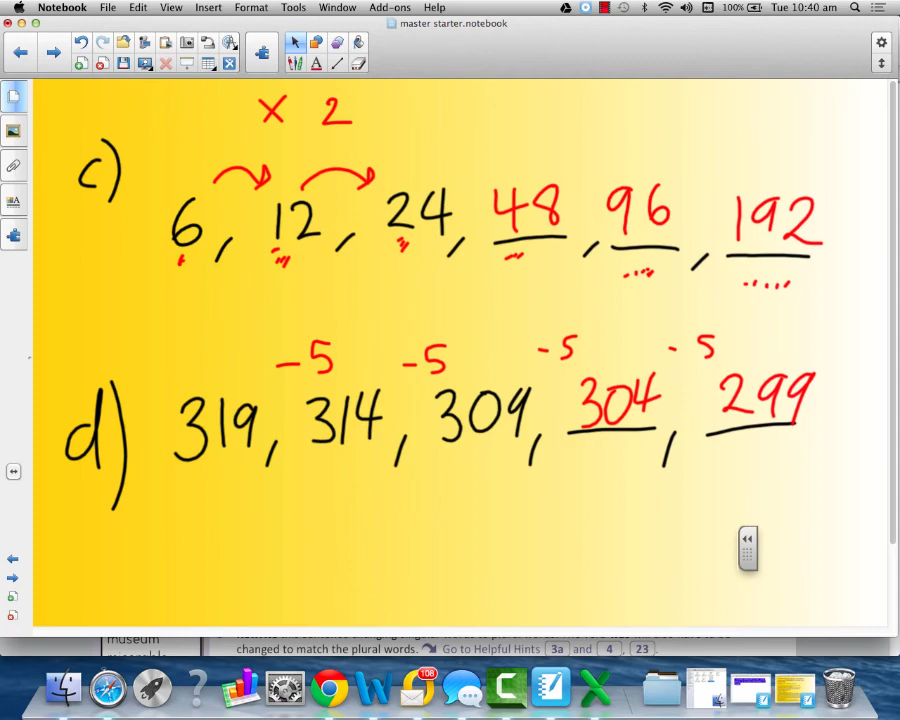 Notebook File Edit View Insert Format Tools Window Add-ons Help 100% Tue 10:40 am
master starter.notebook
× 2
c)
6, 12, 24, 48, 96, 192
-5 -5 -5 -5
d) 319, 314, 309, 304, 299
museum
changed to match the plural words. Go to Helpful Hints 3a and 4, 23.
108